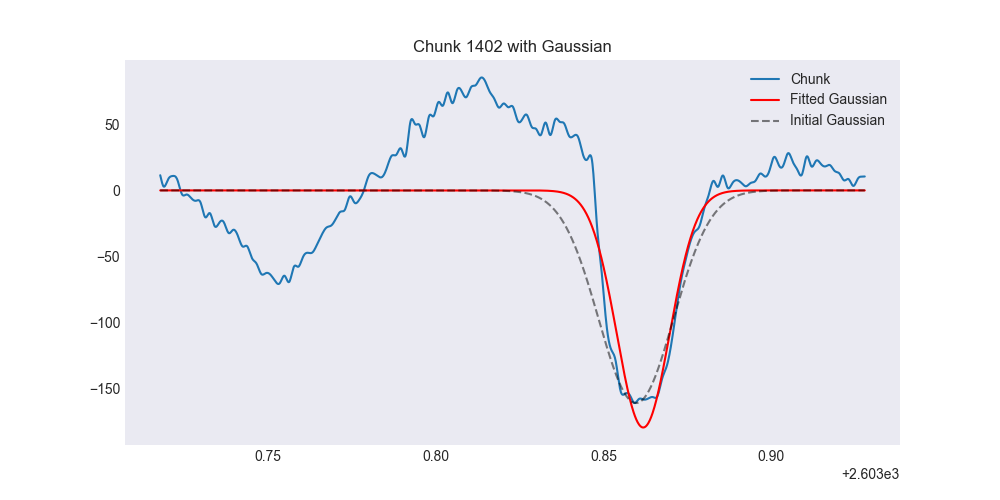 Chunk 1402 with Gaussian
Chunk
Fitted Gaussian
Initial Gaussian
50
0
−50
−100
−150
0.75 0.80 0.85 0.90
+2.603e3